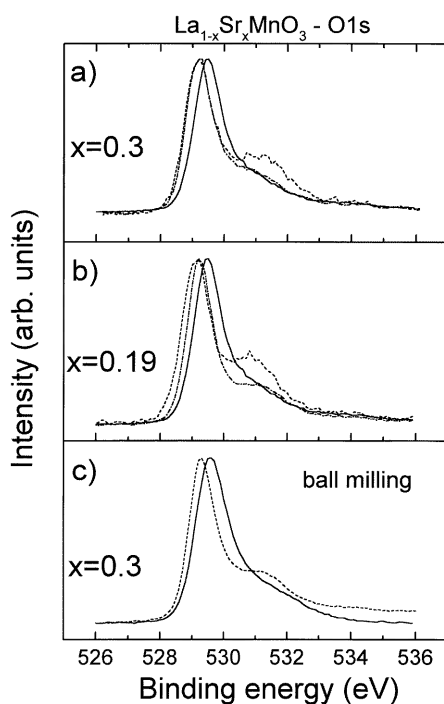 La1-xSrxMnO3 - O1s
a)
x=0.3
b)
x=0.19
c)
ball milling
x=0.3
Intensity (arb. units)
526 528 530 532 534 536
Binding energy (eV)